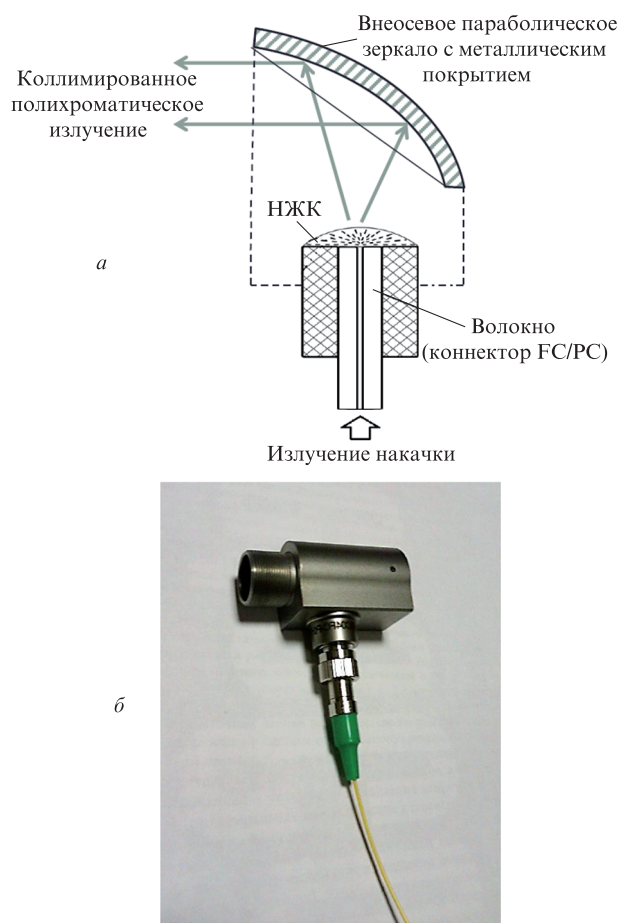 Внеосевое параболическое
зеркало с металлическим
покрытием
Коллимированное
полихроматическое
излучение
НЖК
а
Волокно
(коннектор FC/PC)
Излучение накачки
б